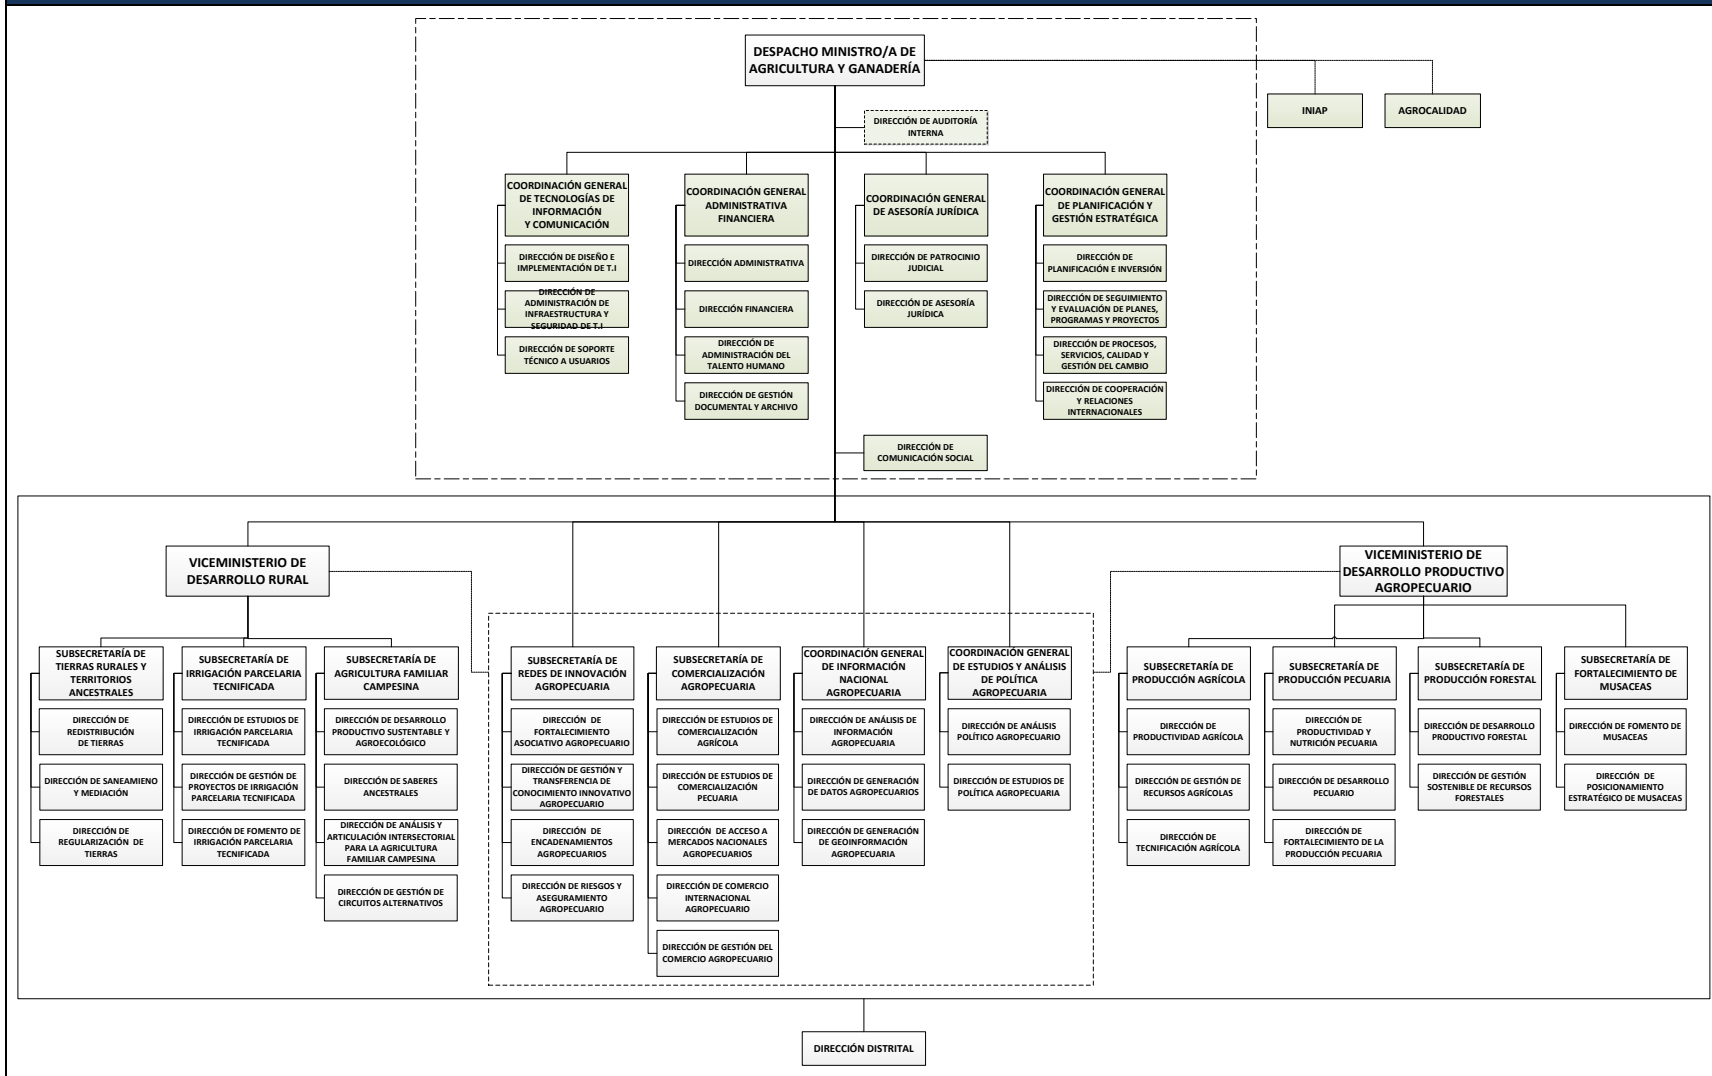 DESPACHO MINISTRO/A DE
AGRICULTURA Y GANADERÍA
INIAP
AGROCALIDAD
DIRECCIÓN DE AUDITORÍA
INTERNA
COORDINACIÓN GENERAL
DE TECNOLOGÍAS DE
INFORMACIÓN
Y COMUNICACIÓN
DIRECCIÓN DE DISEÑO E
IMPLEMENTACIÓN DE T.I
DIRECCIÓN DE
ADMINISTRACIÓN DE
INFRAESTRUCTURA Y
SEGURIDAD DE T.I
DIRECCIÓN DE SOPORTE
TÉCNICO A USUARIOS
COORDINACIÓN GENERAL
ADMINISTRATIVA
FINANCIERA
DIRECCIÓN ADMINISTRATIVA
DIRECCIÓN FINANCIERA
DIRECCIÓN DE
ADMINISTRACIÓN DEL
TALENTO HUMANO
DIRECCIÓN DE GESTIÓN
DOCUMENTAL Y ARCHIVO
COORDINACIÓN GENERAL
DE ASESORÍA JURÍDICA
DIRECCIÓN DE PATROCINIO
JUDICIAL
DIRECCIÓN DE ASESORÍA
JURÍDICA
COORDINACIÓN GENERAL
DE PLANIFICACIÓN Y
GESTIÓN ESTRATÉGICA
DIRECCIÓN DE
PLANIFICACIÓN E INVERSIÓN
DIRECCIÓN DE SEGUIMIENTO
Y EVALUACIÓN DE PLANES,
PROGRAMAS Y PROYECTOS
DIRECCIÓN DE PROCESOS,
SERVICIOS, CALIDAD Y
GESTIÓN DEL CAMBIO
DIRECCIÓN DE COOPERACIÓN
Y RELACIONES
INTERNACIONALES
DIRECCIÓN DE
COMUNICACIÓN SOCIAL
VICEMINISTERIO DE
DESARROLLO RURAL
VICEMINISTERIO DE
DESARROLLO PRODUCTIVO
AGROPECUARIO
SUBSECRETARÍA DE
TIERRAS RURALES Y
TERRITORIOS
ANCESTRALES
DIRECCIÓN DE
REDISTRIBUCIÓN
DE TIERRAS
DIRECCIÓN DE SANEAMIENO
Y MEDIACIÓN
DIRECCIÓN DE
REGULARIZACIÓN DE
TIERRAS
SUBSECRETARÍA DE
IRRIGACIÓN PARCELARIA
TECNIFICADA
DIRECCIÓN DE ESTUDIOS DE
IRRIGACIÓN PARCELARIA
TECNIFICADA
DIRECCIÓN DE GESTIÓN DE
PROYECTOS DE IRRIGACIÓN
PARCELARIA TECNIFICADA
DIRECCIÓN DE FOMENTO DE
IRRIGACIÓN PARCELARIA
TECNIFICADA
SUBSECRETARÍA DE
AGRICULTURA FAMILIAR
CAMPESINA
DIRECCIÓN DE DESARROLLO
PRODUCTIVO SUSTENTABLE Y
AGROECOLÓGICO
DIRECCIÓN DE SABERES
ANCESTRALES
DIRECCIÓN DE ANÁLISIS Y
ARTICULACIÓN INTERSECTORIAL
PARA LA AGRICULTURA
FAMILIAR CAMPESINA
DIRECCIÓN DE GESTIÓN DE
CIRCUITOS ALTERNATIVOS
SUBSECRETARÍA DE
REDES DE INNOVACIÓN
AGROPECUARIA
DIRECCIÓN DE
FORTALECIMIENTO
ASOCIATIVO AGROPECUARIO
DIRECCIÓN DE GESTIÓN Y
TRANSFERENCIA DE
CONOCIMIENTO INNOVATIVO
AGROPECUARIO
DIRECCIÓN DE
ENCADENAMIENTOS
AGROPECUARIOS
DIRECCIÓN DE RIESGOS Y
ASEGURAMIENTO
AGROPECUARIO
SUBSECRETARÍA DE
COMERCIALIZACIÓN
AGROPECUARIA
DIRECCIÓN DE ESTUDIOS DE
COMERCIALIZACIÓN
AGRÍCOLA
DIRECCIÓN DE ESTUDIOS DE
COMERCIALIZACIÓN
PECUARIA
DIRECCIÓN DE ACCESO A
MERCADOS NACIONALES
AGROPECUARIOS
DIRECCIÓN DE COMERCIO
INTERNACIONAL
AGROPECUARIO
DIRECCIÓN DE GESTIÓN DEL
COMERCIO AGROPECUARIO
COORDINACIÓN GENERAL
DE INFORMACIÓN
NACIONAL
AGROPECUARIA
DIRECCIÓN DE ANÁLISIS DE
INFORMACIÓN
AGROPECUARIA
DIRECCIÓN DE GENERACIÓN
DE DATOS AGROPECUARIOS
DIRECCIÓN DE GENERACIÓN
DE GEOINFORMACIÓN
AGROPECUARIA
COORDINACIÓN GENERAL
DE ESTUDIOS Y ANÁLISIS
DE POLÍTICA
AGROPECUARIA
DIRECCIÓN DE ANÁLISIS
POLÍTICO AGROPECUARIO
DIRECCIÓN DE ESTUDIOS DE
POLÍTICA AGROPECUARIA
SUBSECRETARÍA DE
PRODUCCIÓN AGRÍCOLA
DIRECCIÓN DE
PRODUCTIVIDAD AGRÍCOLA
DIRECCIÓN DE GESTIÓN DE
RECURSOS AGRÍCOLAS
DIRECCIÓN DE
TECNIFICACIÓN AGRÍCOLA
SUBSECRETARÍA DE
PRODUCCIÓN PECUARIA
DIRECCIÓN DE
PRODUCTIVIDAD Y
NUTRICIÓN PECUARIA
DIRECCIÓN DE DESARROLLO
PECUARIO
DIRECCIÓN DE
FORTALECIMIENTO DE LA
PRODUCCIÓN PECUARIA
SUBSECRETARÍA DE
PRODUCCIÓN FORESTAL
DIRECCIÓN DE DESARROLLO
PRODUCTIVO FORESTAL
DIRECCIÓN DE GESTIÓN
SOSTENIBLE DE RECURSOS
FORESTALES
SUBSECRETARÍA DE
FORTALECIMIENTO DE
MUSACEAS
DIRECCIÓN DE FOMENTO DE
MUSACEAS
DIRECCIÓN DE
POSICIONAMIENTO
ESTRATÉGICO DE MUSACEAS
DIRECCIÓN DISTRITAL